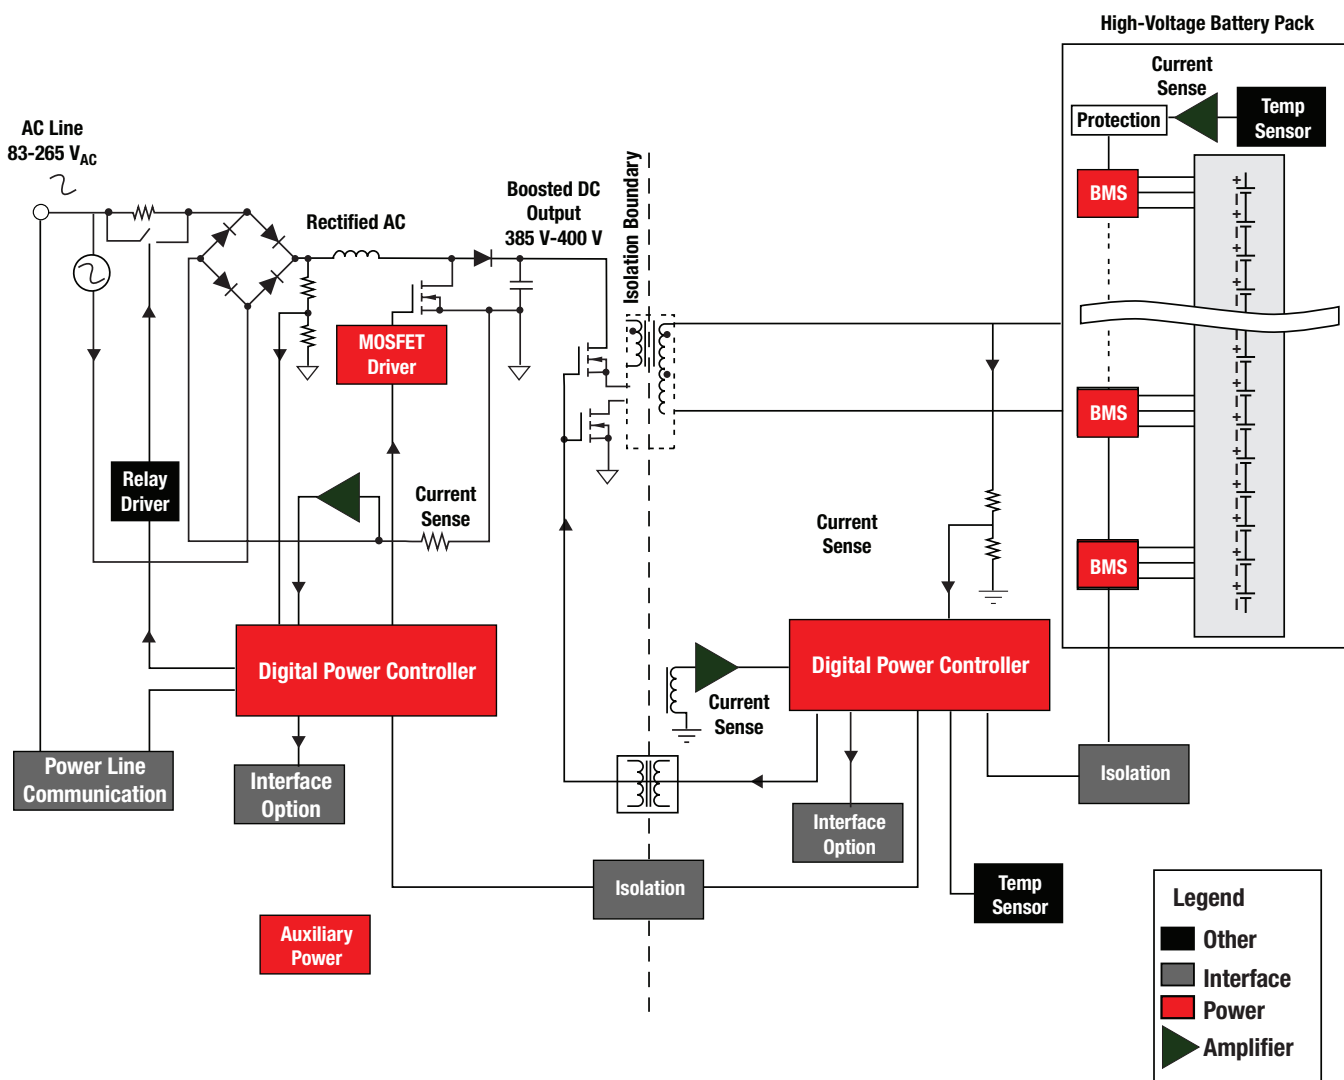 High-Voltage Battery Pack
Current
Sense
Temp
Sensor
Protection
AC Line
83-265 VAC
Isolation Boundary
Boosted DC
Output
385 V-400 V
Rectified AC
BMS
MOSFET
Driver
BMS
Relay
Driver
Current
Sense
Current
Sense
BMS
Digital Power Controller
Digital Power Controller
Current
Sense
Power Line
Communication
Interface
Option
Isolation
Interface
Option
Isolation
Temp
Sensor
Auxiliary
Power
Legend
Other
Interface
Power
Amplifier